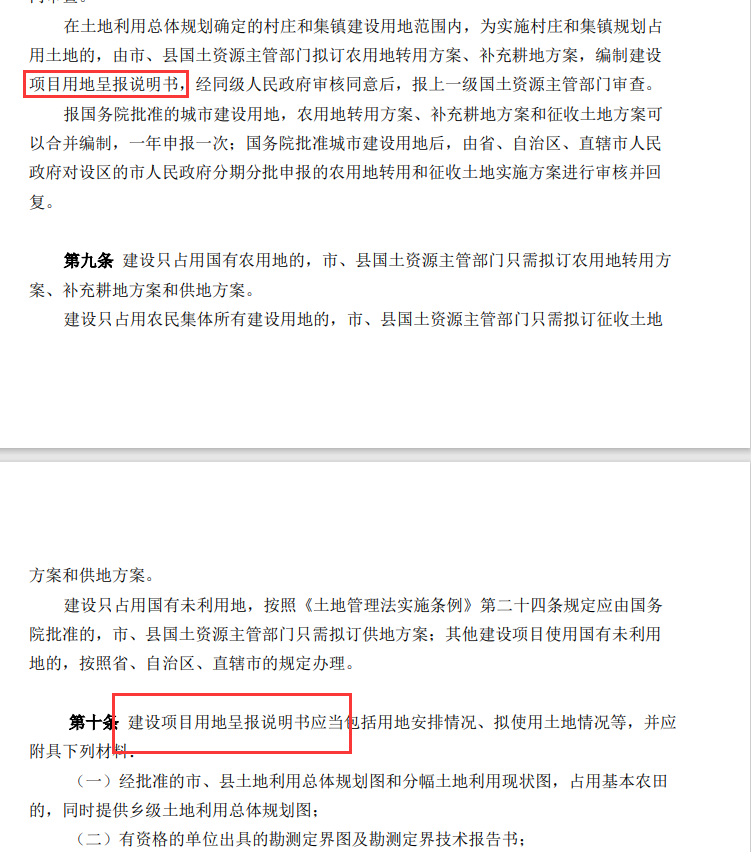 在土地利用总体规划确定的村庄和集镇建设用地范围内，为实施村庄和集镇规划占
用土地的，由市、县国土资源主管部门拟订农用地转用方案、补充耕地方案，编制建设
项目用地呈报说明书，经同级人民政府审核同意后，报上一级国土资源主管部门审查。
报国务院批准的城市建设用地，农用地转用方案、补充耕地方案和征收土地方案可
以合并编制，一年申报一次；国务院批准城市建设用地后，由省、自治区、直辖市人民
政府对设区的市人民政府分期分批申报的农用地转用和征收土地实施方案进行审核并回
复。
第九条 建设只占用国有农用地的，市、县国土资源主管部门只需拟订农用地转用方
案、补充耕地方案和供地方案。
建设只占用农民集体所有建设用地的，市、县国土资源主管部门只需拟订征收土地
方案和供地方案。
建设只占用国有未利用地，按照《土地管理法实施条例》第二十四条规定应由国务
院批准的，市、县国土资源主管部门只需拟订供地方案；其他建设项目使用国有未利用
地的，按照省、自治区、直辖市的规定办理。
第十条 建设项目用地呈报说明书应当包括用地安排情况、拟使用土地情况等，并应
附具下列材料：
（一）经批准的市、县土地利用总体规划图和分幅土地利用现状图，占用基本农田
的，同时提供乡级土地利用总体规划图；
（二）有资格的单位出具的勘测定界图及勘测定界技术报告书；